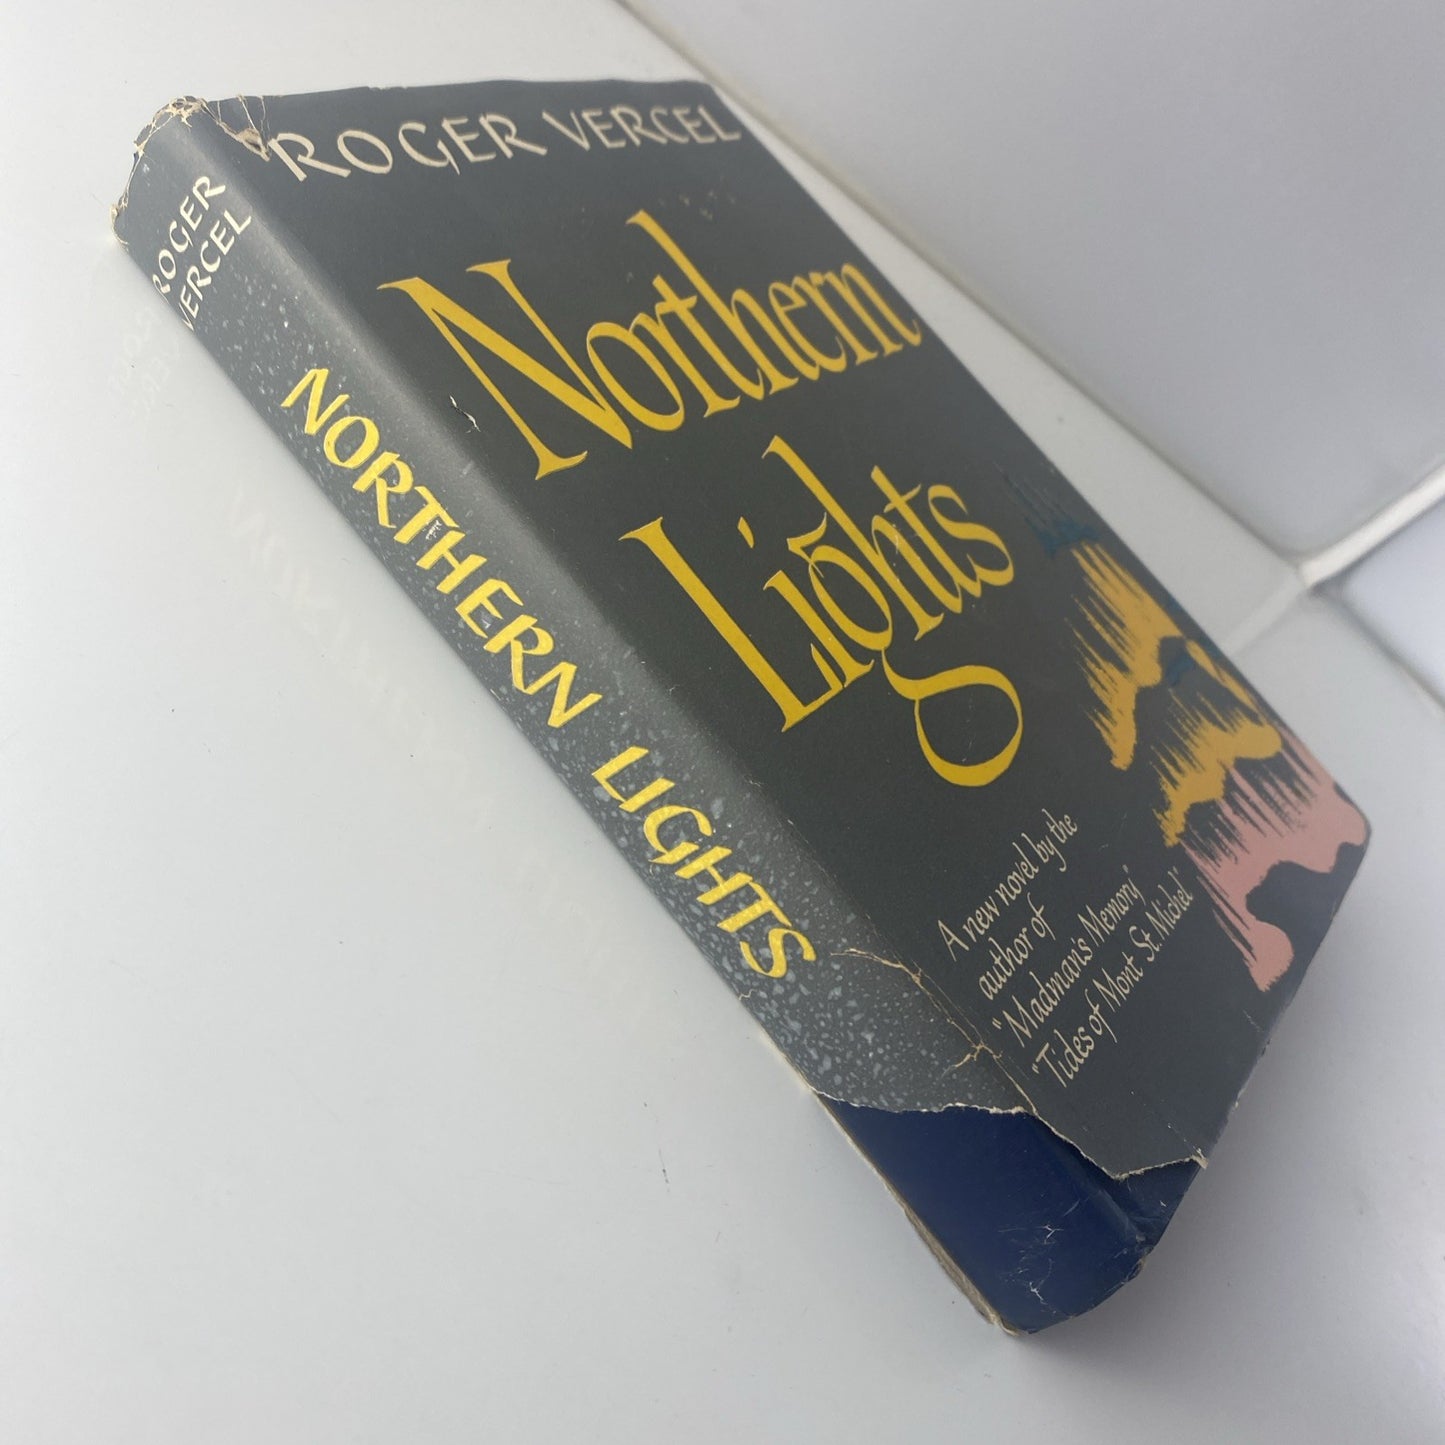 ROGER VERCEL
Northern
Lights
A new novel by the
author of
"Madman's Memory"
"Tides of Mont St. Michel"
ROGER
VERCEL
NORTHERN LIGHTS